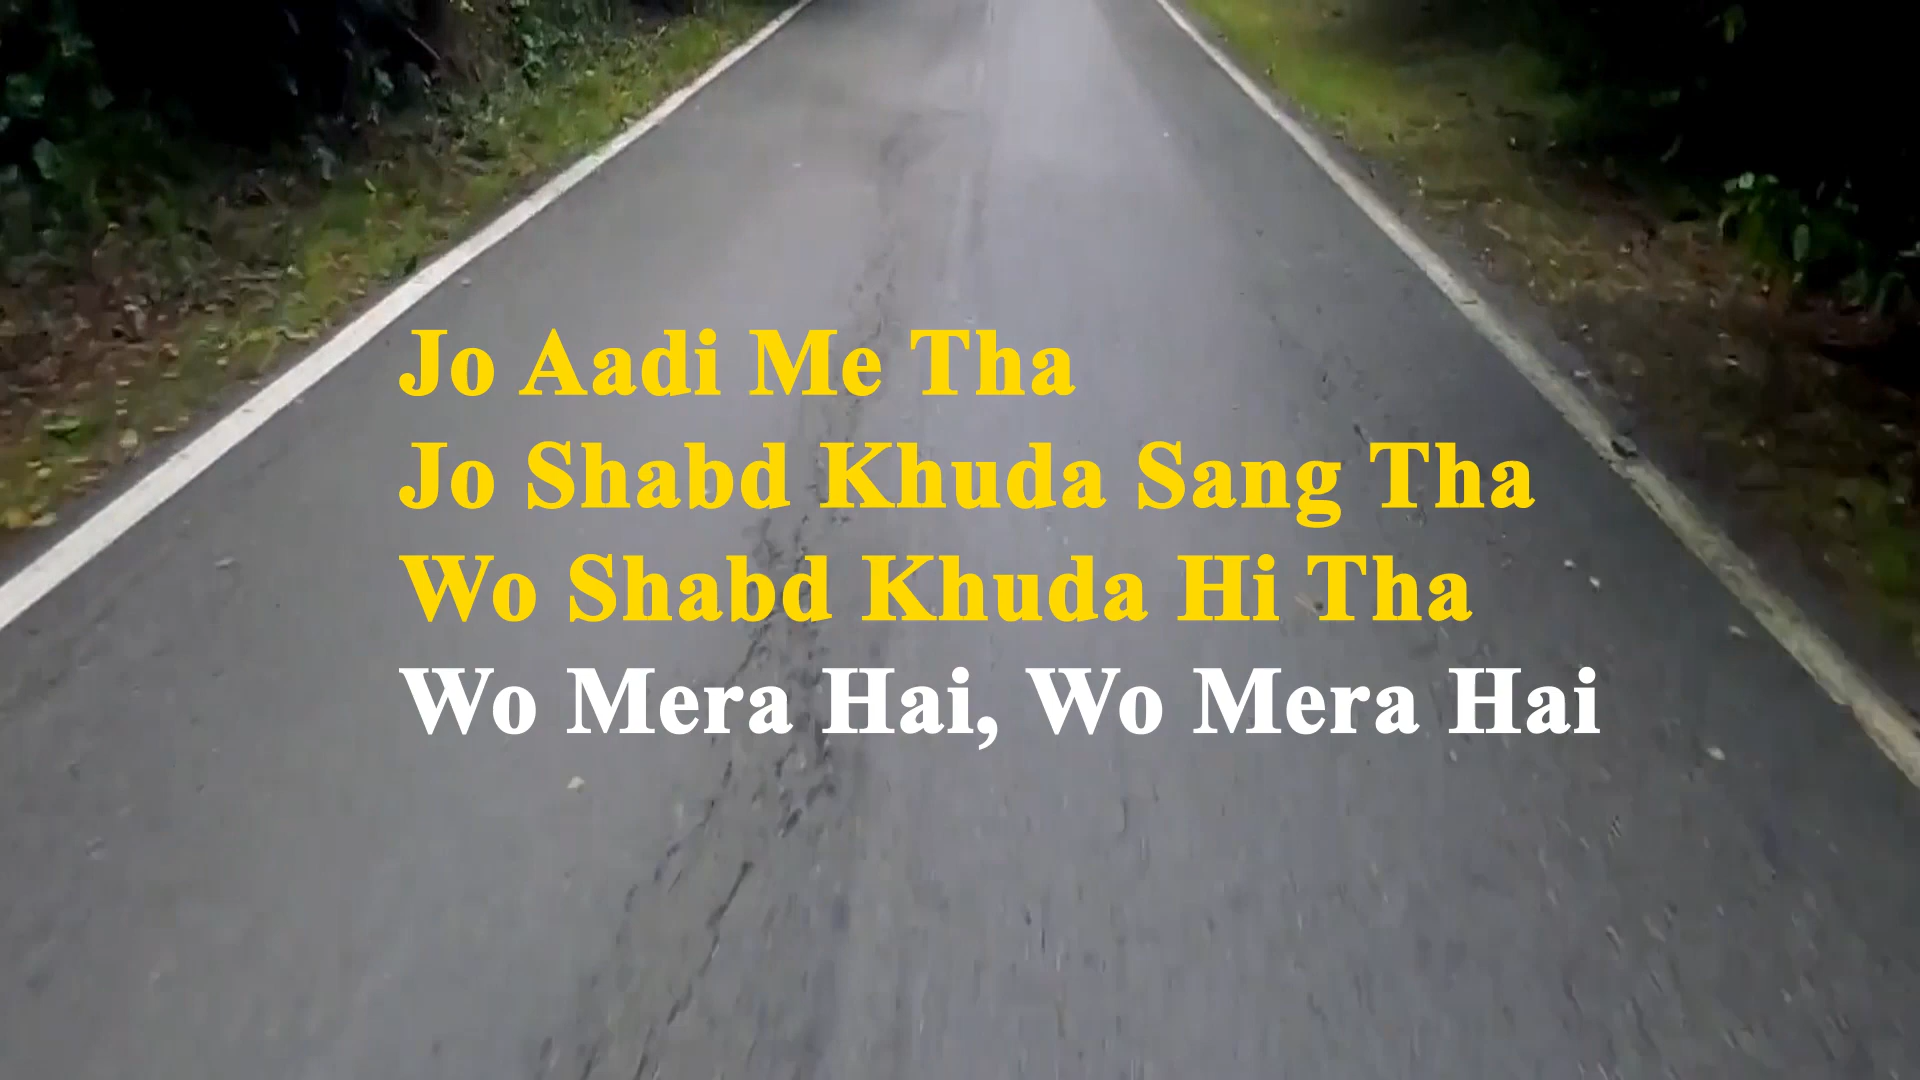 Jo Aadi Me Tha
Jo Shabd Khuda Sang Tha
Wo Shabd Khuda Hi Tha
Wo Mera Hai, Wo Mera Hai